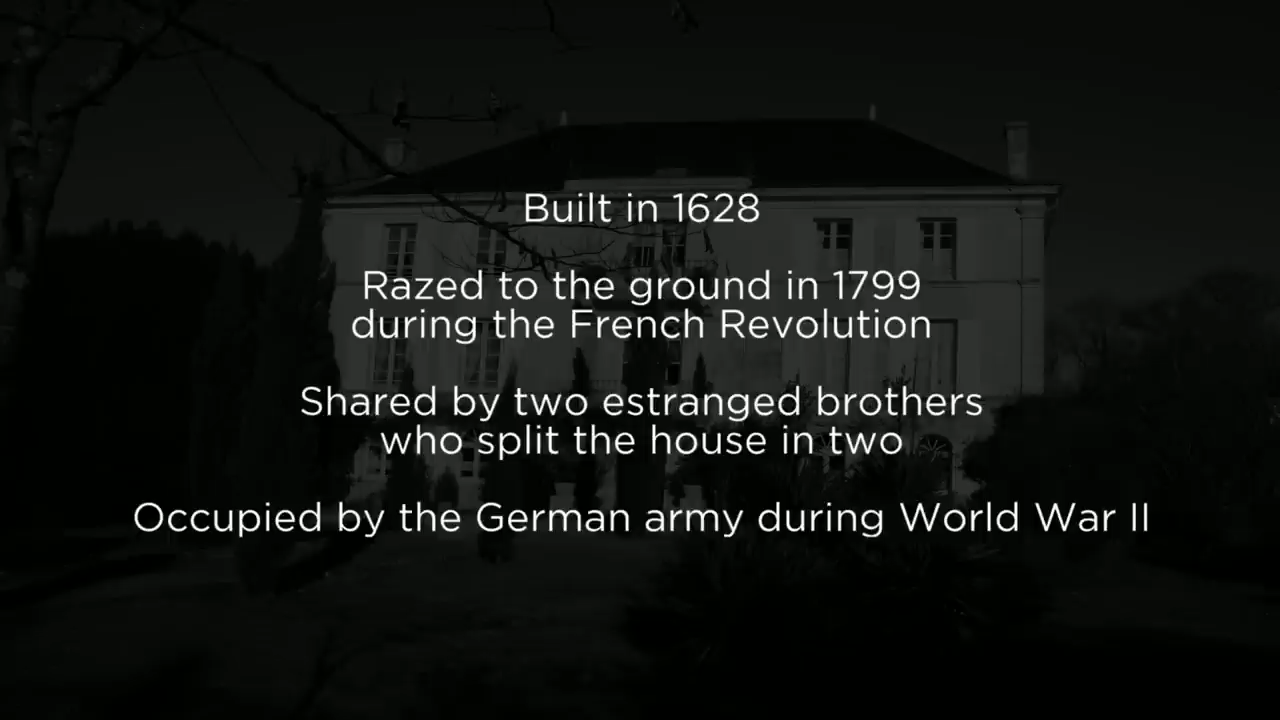 Built in 1628
Razed to the ground in 1799
during the French Revolution
Shared by two estranged brothers
who split the house in two
Occupied by the German army during World War II